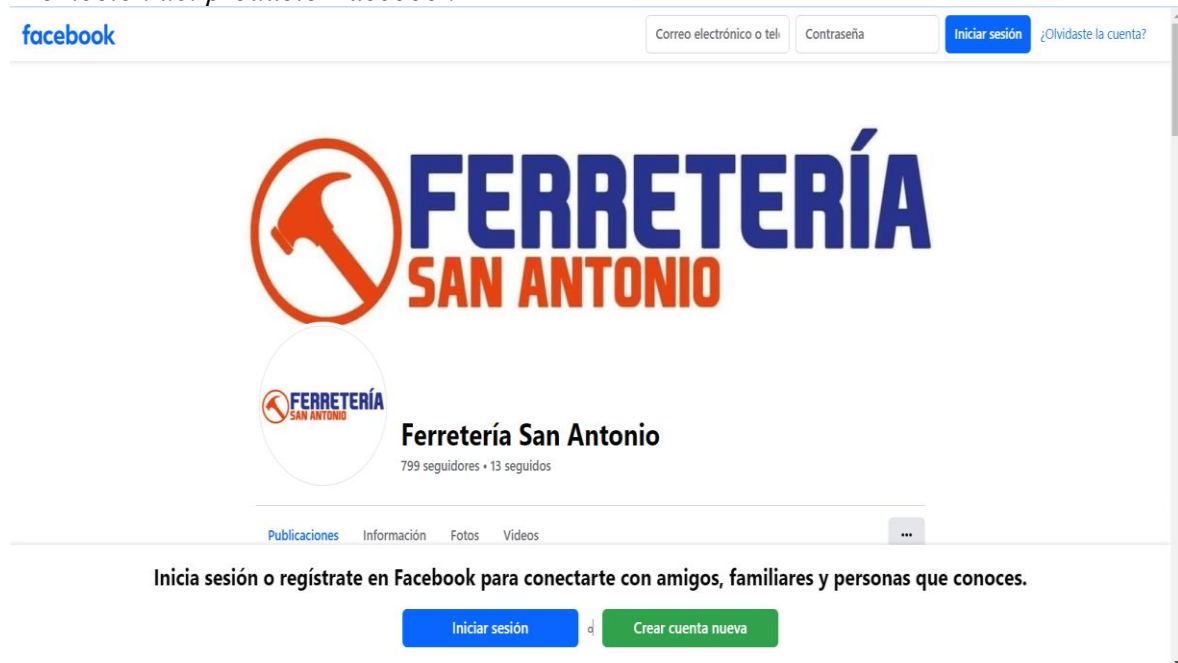 facebook
Correo electrónico o tel
Contraseña
Iniciar sesión
¿Olvidaste la cuenta?
FERRETERÍA
SAN ANTONIO
FERRETERÍA
SAN ANTONIO
Ferretería San Antonio
799 seguidores • 13 seguidos
Publicaciones
Información
Fotos
Videos
...
Inicia sesión o regístrate en Facebook para conectarte con amigos, familiares y personas que conoces.
Iniciar sesión
o
Crear cuenta nueva